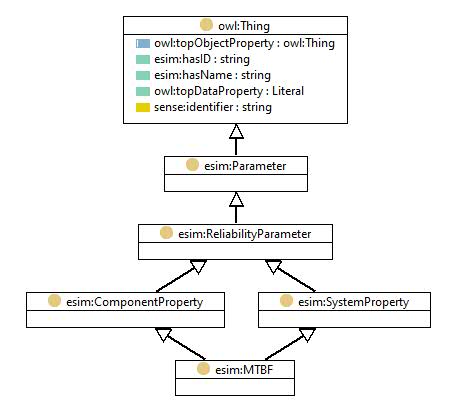 owl:Thing
owl:topObjectProperty : owl:Thing
esim:hasID : string
esim:hasName : string
owl:topDataProperty : Literal
sense:identifier : string
esim:Parameter
esim:ReliabilityParameter
esim:ComponentProperty
esim:SystemProperty
esim:MTBF